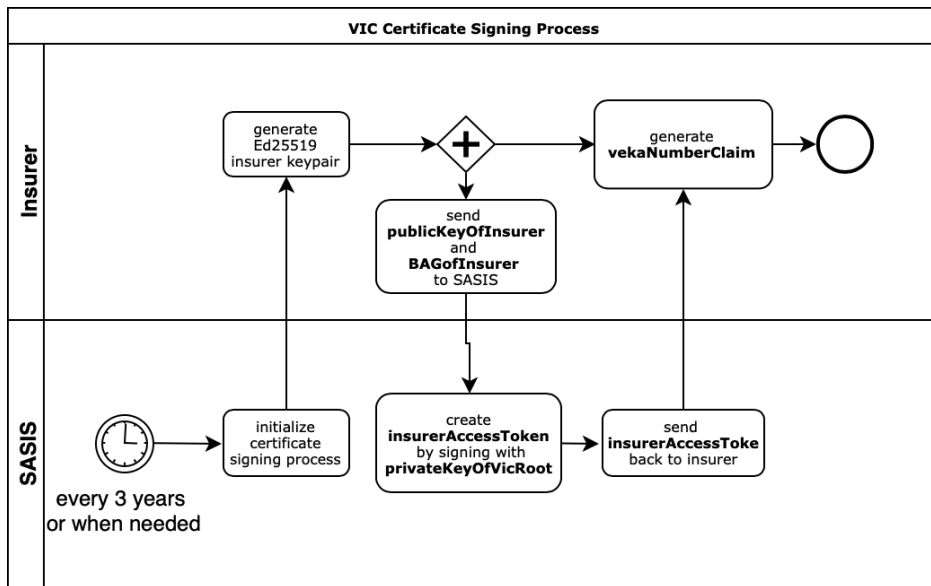 VIC Certificate Signing Process
Insurer
generate
Ed25519
insurer keypair
send
publicKeyOfInsurer
and
BAGofInsurer
to SASIS
generate
vekaNumberClaim
SASIS
every 3 years
or when needed
initialize
certificate
signing process
create
insurerAccessToken
by signing with
privateKeyOfVicRoot
send
insurerAccessToke
back to insurer